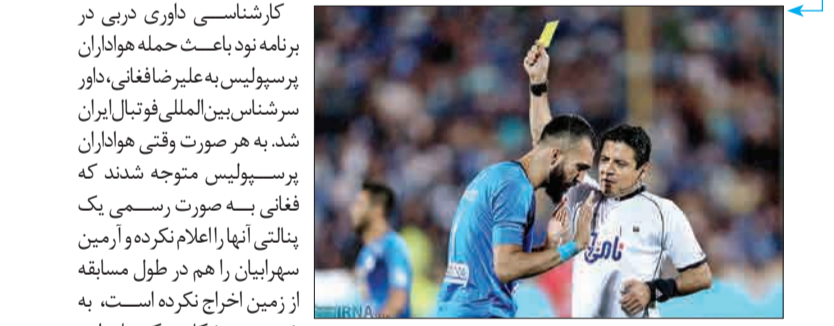 کارشناسی داوری دربی در
برنامه نود باعث حمله هواداران
پرسپولیس به علیرضا فغانی، داور
سرشناس بین‌المللی فوتبال ایران
شد. به هر صورت وقتی هواداران
پرسپولیس متوجه شدند که
فغانی به صورت رسمی یک
پنالتی آنها را اعلام نکرده و آرمین
سهرابیان را هم در طول مسابقه
از زمین اخراج نکرده است، به
IRNA